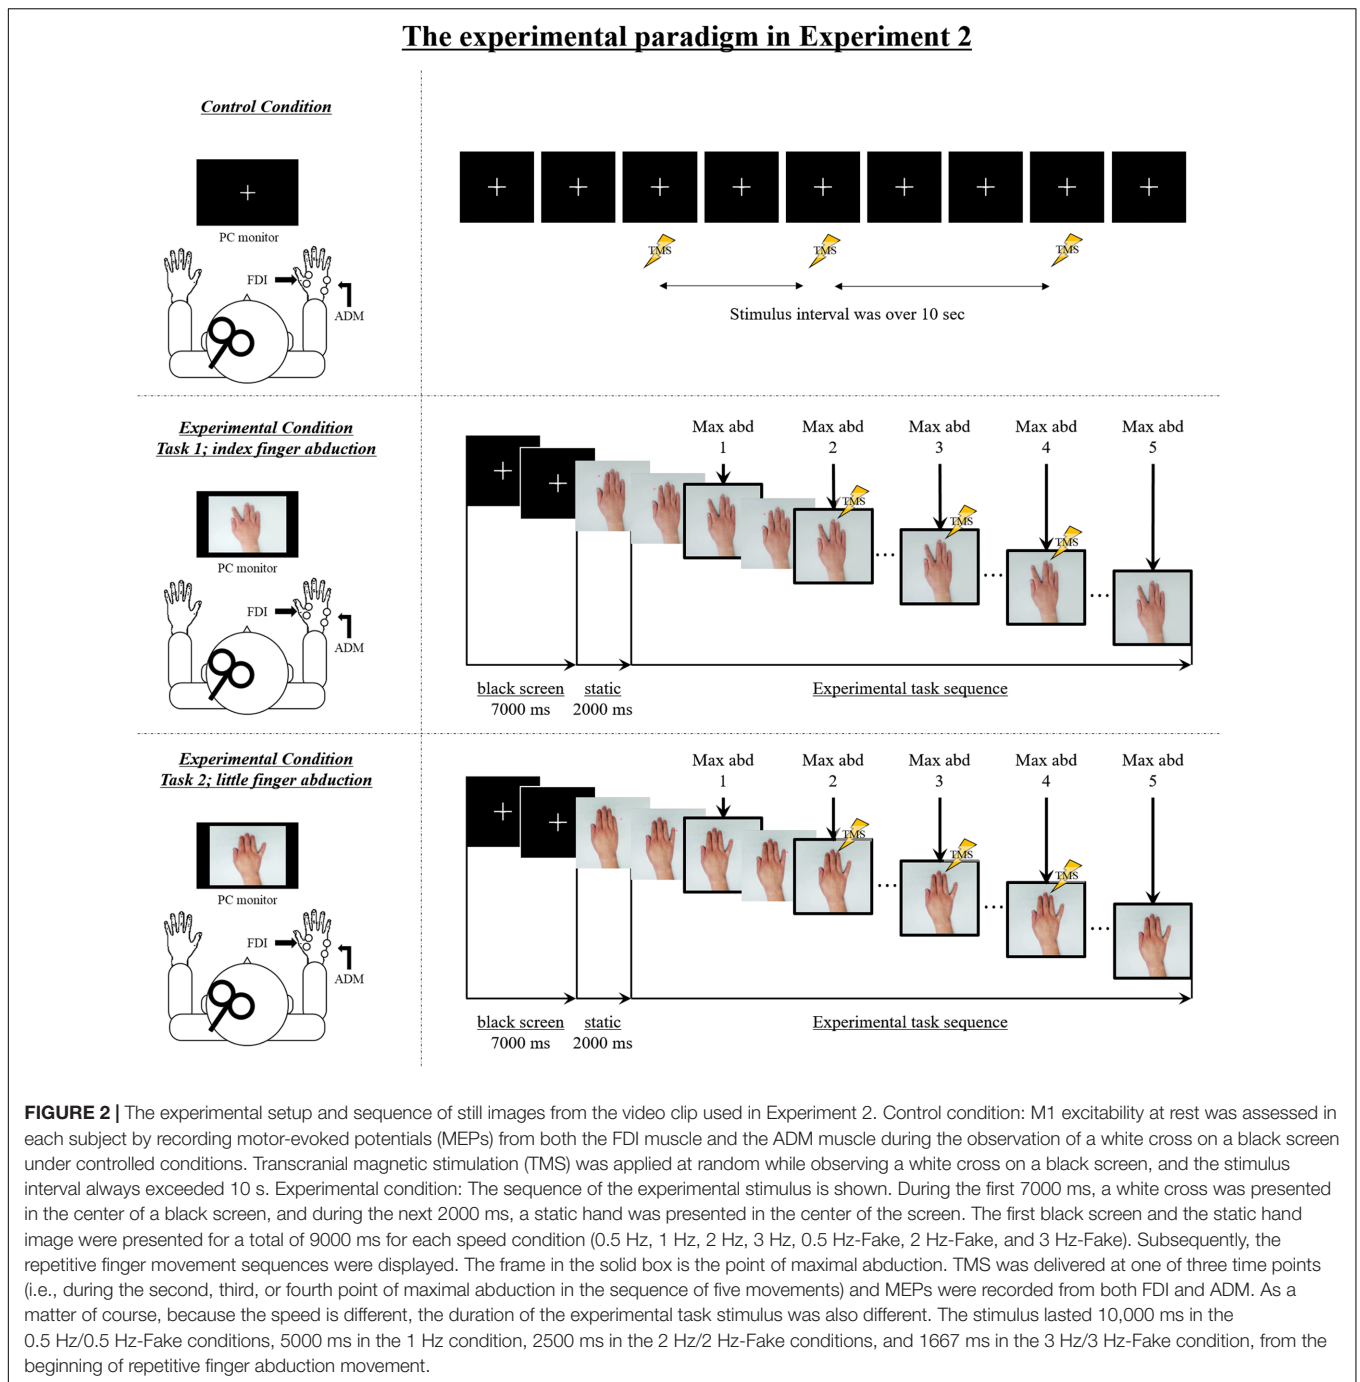 The experimental paradigm in Experiment 2
Control Condition
PC monitor
FDI
ADM
TMS
TMS
TMS
Stimulus interval was over 10 sec
Experimental Condition
Task 1; index finger abduction
PC monitor
FDI
ADM
Max abd
1
Max abd
2
Max abd
3
Max abd
4
Max abd
5
TMS
TMS
TMS
...
...
...
black screen
7000 ms
static
2000 ms
Experimental task sequence
Experimental Condition
Task 2; little finger abduction
PC monitor
FDI
ADM
Max abd
1
Max abd
2
Max abd
3
Max abd
4
Max abd
5
TMS
TMS
TMS
...
...
...
black screen
7000 ms
static
2000 ms
Experimental task sequence
FIGURE 2 | The experimental setup and sequence of still images from the video clip used in Experiment 2. Control condition: M1 excitability at rest was assessed in
each subject by recording motor-evoked potentials (MEPs) from both the FDI muscle and the ADM muscle during the observation of a white cross on a black screen
under controlled conditions. Transcranial magnetic stimulation (TMS) was applied at random while observing a white cross on a black screen, and the stimulus
interval always exceeded 10 s. Experimental condition: The sequence of the experimental stimulus is shown. During the first 7000 ms, a white cross was presented
in the center of a black screen, and during the next 2000 ms, a static hand was presented in the center of the screen. The first black screen and the static hand
image were presented for a total of 9000 ms for each speed condition (0.5 Hz, 1 Hz, 2 Hz, 3 Hz, 0.5 Hz-Fake, 2 Hz-Fake, and 3 Hz-Fake). Subsequently, the
repetitive finger movement sequences were displayed. The frame in the solid box is the point of maximal abduction. TMS was delivered at one of three time points
(i.e., during the second, third, or fourth point of maximal abduction in the sequence of five movements) and MEPs were recorded from both FDI and ADM. As a
matter of course, because the speed is different, the duration of the experimental task stimulus was also different. The stimulus lasted 10,000 ms in the
0.5 Hz/0.5 Hz-Fake conditions, 5000 ms in the 1 Hz condition, 2500 ms in the 2 Hz/2 Hz-Fake conditions, and 1667 ms in the 3 Hz/3 Hz-Fake condition, from the
beginning of repetitive finger abduction movement.